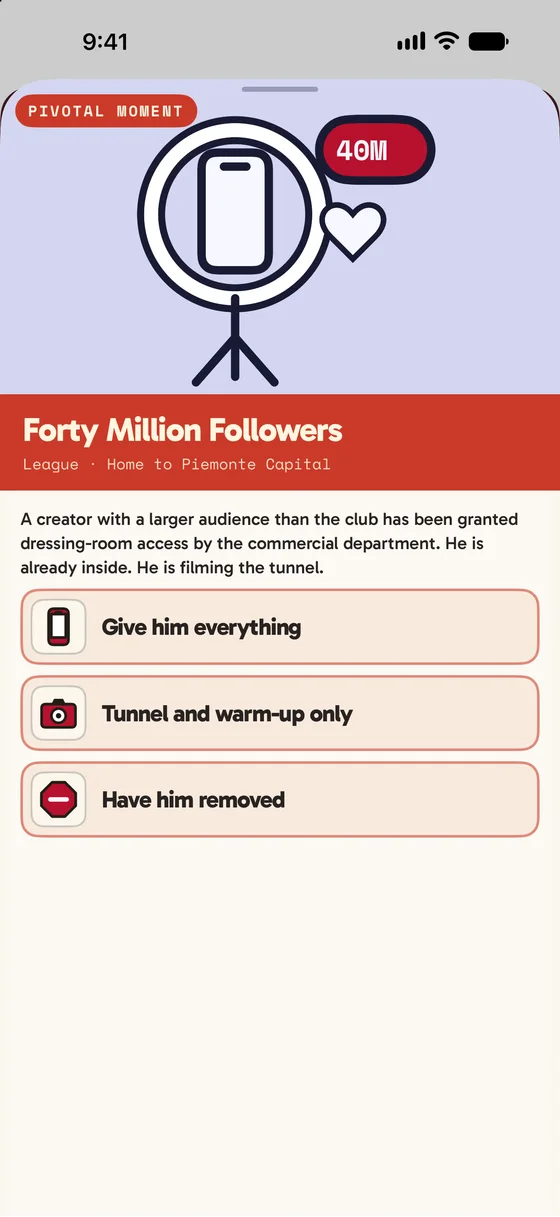 9:41
PIVOTAL MOMENT
40M
Forty Million Followers
League · Home to Piemonte Capital
A creator with a larger audience than the club has been granted
dressing-room access by the commercial department. He is
already inside. He is filming the tunnel.
Give him everything
Tunnel and warm-up only
Have him removed